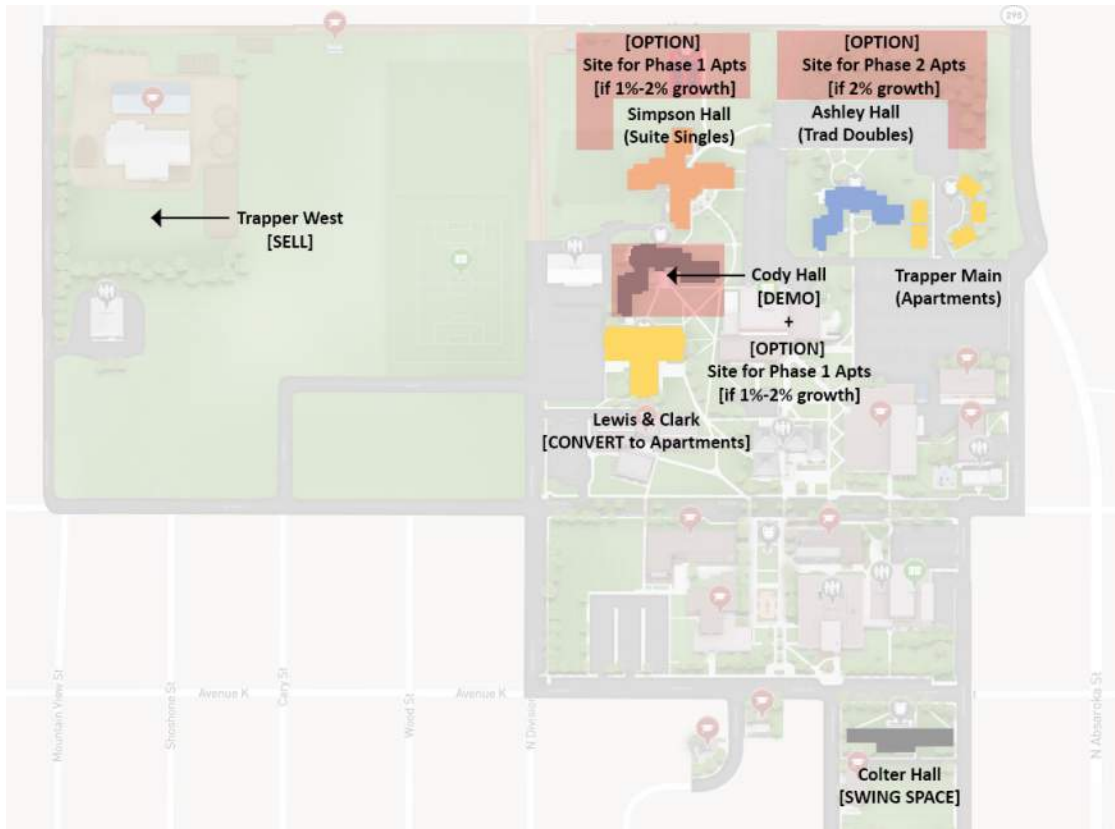 295
[OPTION]
Site for Phase 1 Apts
[if 1%-2% growth]
[OPTION]
Site for Phase 2 Apts
[if 2% growth]
Simpson Hall
(Suite Singles)
Ashley Hall
(Trad Doubles)
Trapper West
[SELL]
Cody Hall
[DEMO]
+
[OPTION]
Site for Phase 1 Apts
[if 1%-2% growth]
Trapper Main
(Apartments)
Lewis & Clark
[CONVERT to Apartments]
Mountain View St
Shoshone St
Avenue K
Cary St
Wood St
Avenue K
N Division
N Absaroka St
Colter Hall
[SWING SPACE]